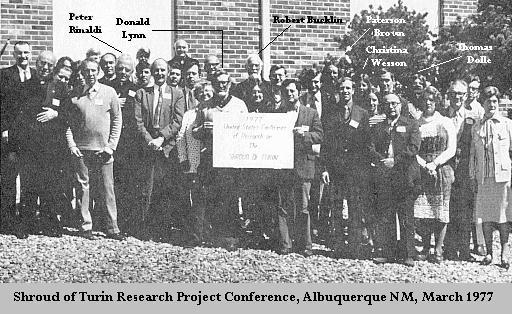 Peter
Rinaldi
Donald
Lynn
Robert Bucklin
Paterson
Brown
Christina
Wesson
Thomas
Dolle
1977
United States Conference
of Research on
The
SHROUD OF TURIN
Shroud of Turin Research Project Conference, Albuquerque NM, March 1977